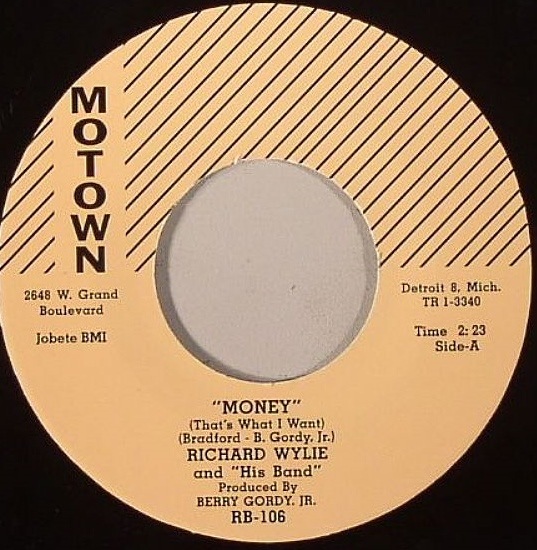 MOTOWN
2648 W. Grand
Boulevard
Jobete BMI
Detroit 8, Mich.
TR 1-3340
Time 2:23
Side-A
"MONEY"
(That's What I Want)
(Bradford - B. Gordy, Jr.)
RICHARD WYLIE
and "His Band"
Produced By
BERRY GORDY, JR.
RB-106